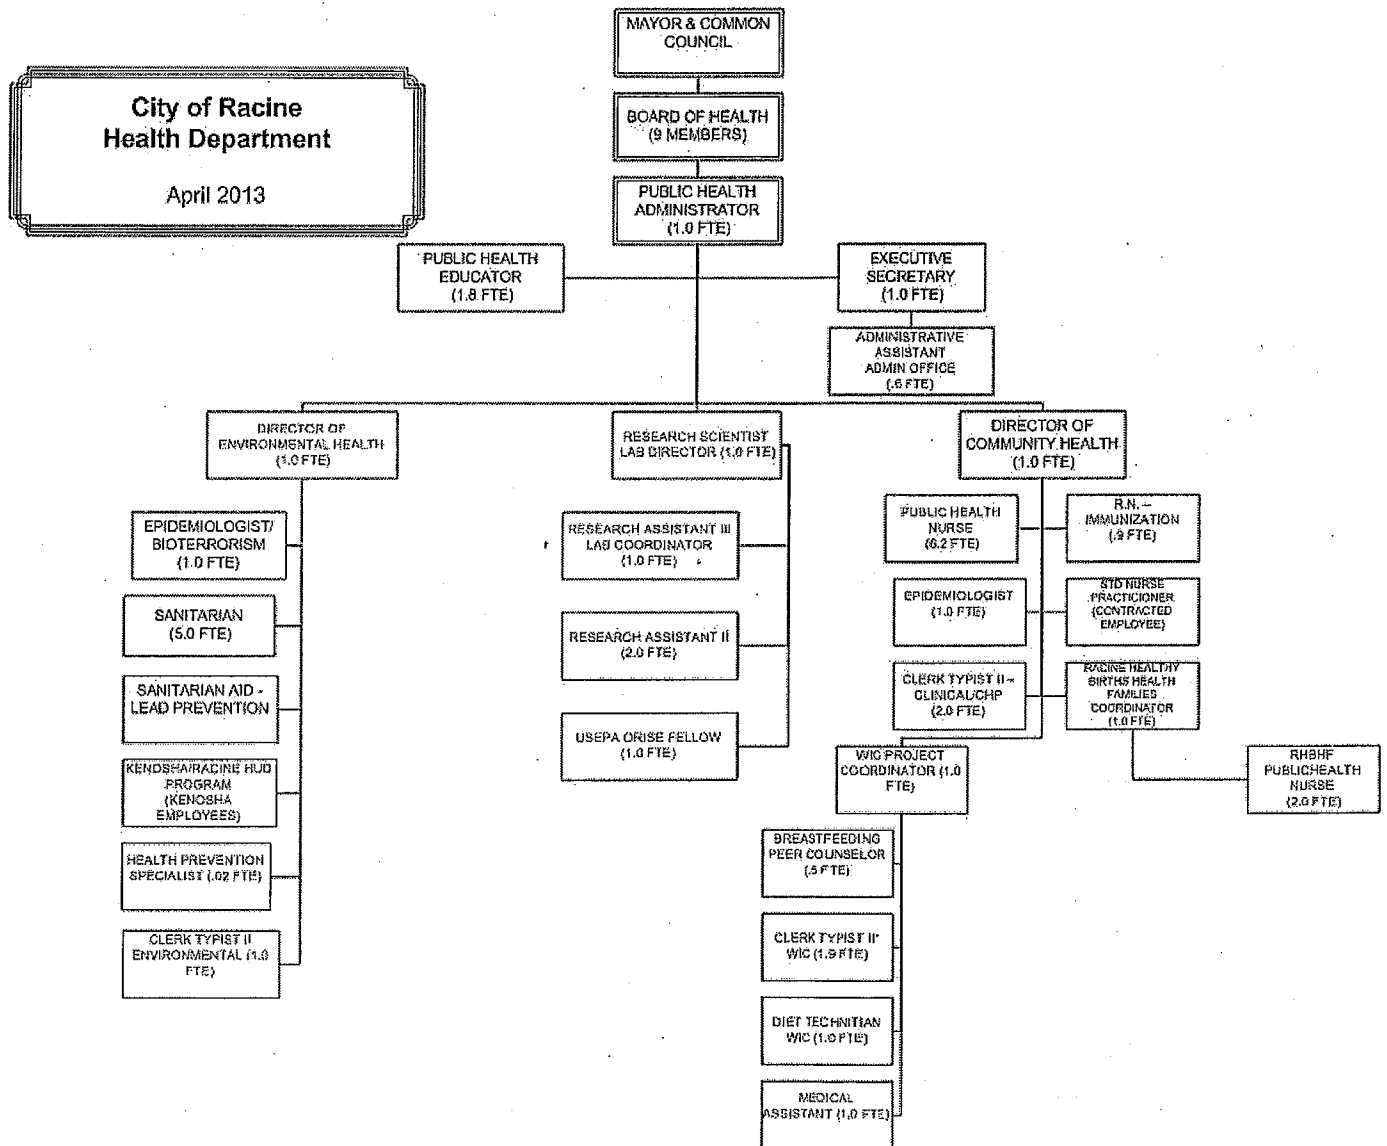 MAYOR & COMMON
COUNCIL
City of Racine
Health Department
April 2013
BOARD OF HEALTH
(9 MEMBERS)
PUBLIC HEALTH
ADMINISTRATOR
(1.0 FTE)
PUBLIC HEALTH
EDUCATOR
(1.8 FTE)
EXECUTIVE
SECRETARY
(1.0 FTE)
ADMINISTRATIVE
ASSISTANT
ADMIN OFFICE
(.6 FTE)
DIRECTOR OF
ENVIRONMENTAL HEALTH
(1.0 FTE)
RESEARCH SCIENTIST
LAB DIRECTOR (1.0 FTE)
DIRECTOR OF
COMMUNITY HEALTH
(1.0 FTE)
EPIDEMIOLOGIST/
BIOTERRORISM
(1.0 FTE)
SANITARIAN
(5.0 FTE)
SANITARIAN AID -
LEAD PREVENTION
KENOSHA/RACINE HUD
PROGRAM
(KENOSHA
EMPLOYEES)
HEALTH PREVENTION
SPECIALIST (.02 FTE)
CLERK TYPIST II
ENVIRONMENTAL (1.0
FTE)
RESEARCH ASSISTANT III
LAB COORDINATOR
(1.0 FTE)
RESEARCH ASSISTANT II
(2.0 FTE)
USEPA ORISE FELLOW
(1.0 FTE)
PUBLIC HEALTH
NURSE
(6.2 FTE)
R.N. –
IMMUNIZATION
(.9 FTE)
EPIDEMIOLOGIST
(1.0 FTE)
STD NURSE
PRACTICIONER
(CONTRACTED
EMPLOYEE)
CLERK TYPIST II –
CLINICAL/CHP
(2.0 FTE)
RACINE HEALTHY
BIRTHS HEALTH
FAMILIES
COORDINATOR
(1.0 FTE)
WIC PROJECT
COORDINATOR (1.0
FTE)
RHBHF
PUBLICHEALTH
NURSE
(2.0 FTE)
BREASTFEEDING
PEER COUNSELOR
(.5 FTE)
CLERK TYPIST II*
WIC (1.9 FTE)
DIET TECHNITIAN
WIC (1.0 FTE)
MEDICAL
ASSISTANT (1.0 FTE)